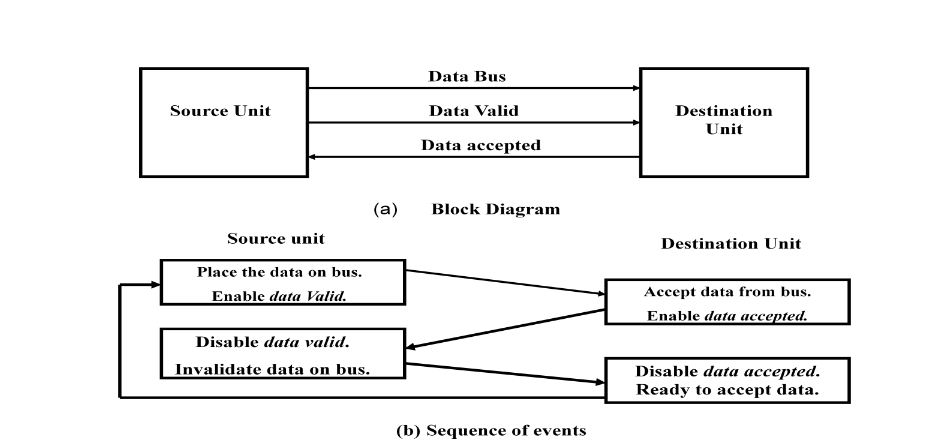 Data Bus
Source Unit
Data Valid
Destination
Unit
Data accepted
(a) Block Diagram
Source unit
Destination Unit
Place the data on bus.
Enable data Valid.
Accept data from bus.
Enable data accepted.
Disable data valid.
Invalidate data on bus.
Disable data accepted.
Ready to accept data.
(b) Sequence of events